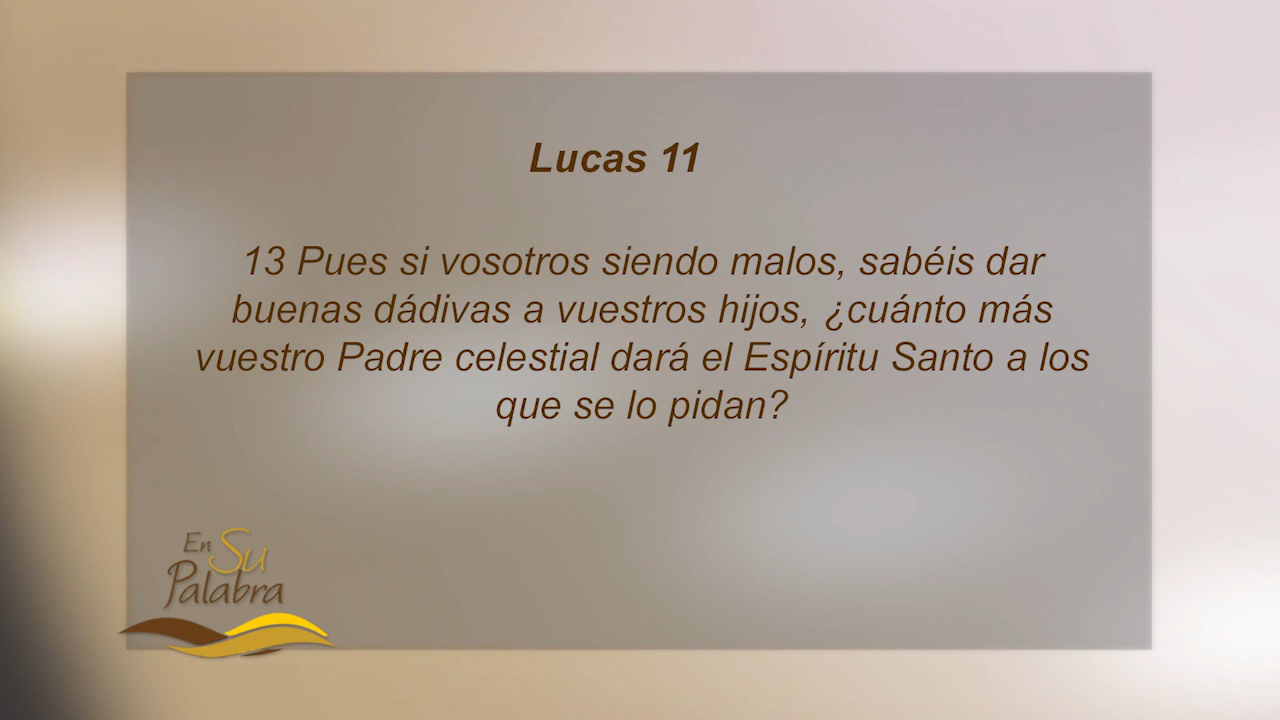 Lucas 11
13 Pues si vosotros siendo malos, sabéis dar
buenas dádivas a vuestros hijos, ¿cuánto más
vuestro Padre celestial dará el Espíritu Santo a los
que se lo pidan?
En Su
Palabra